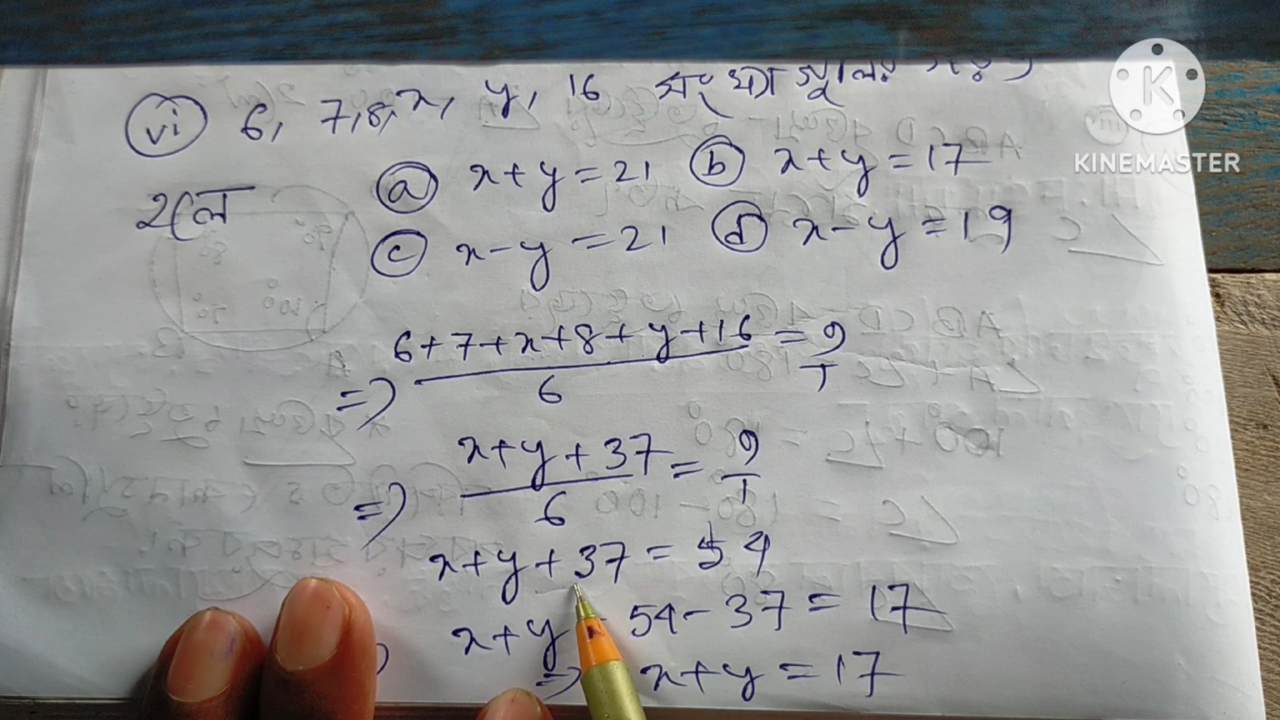 (vi) 6, 7, 8, x, y, 16 সংখ্যাগুলির গড় 9
হলে (a) x+y=21 (b) x+y=17
(c) x-y=21 (d) x-y=19
=> 6+7+x+8+y+16 / 6 = 9/1
=> x+y+37 / 6 = 9/1
x+y+37 = 54
x+y 54-37 = 17
=> x+y=17
KINEMASTER